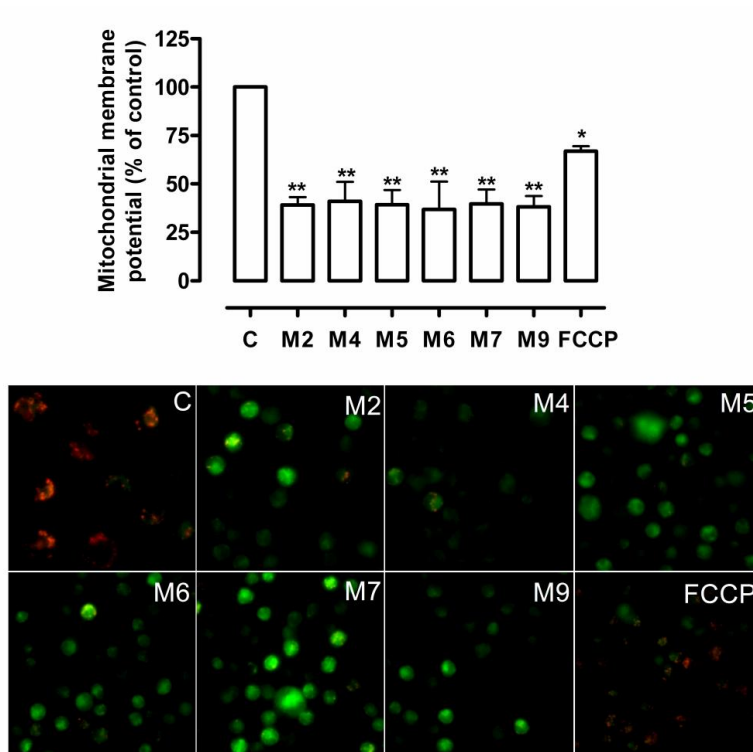 Mitochondrial membrane
potential (% of control)
125
100
75
50
25
0
** ** ** ** ** ** *
C M2 M4 M5 M6 M7 M9 FCCP
C M2 M4 M5
M6 M7 M9 FCCP